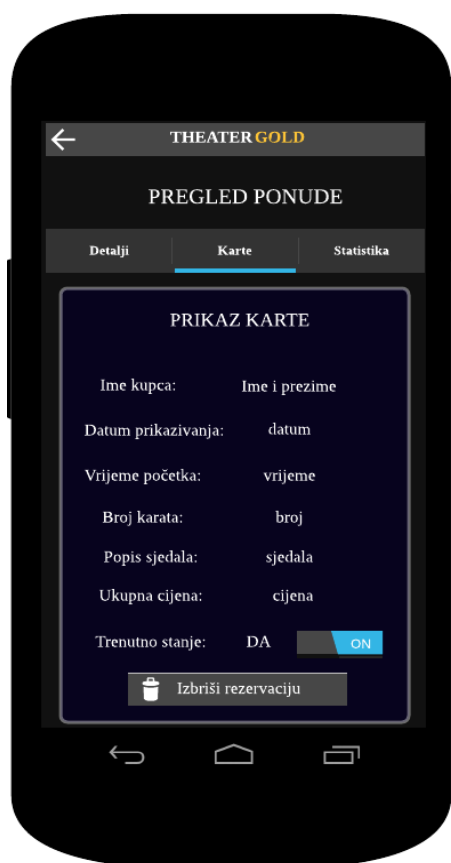 THEATER GOLD
PREGLED PONUDE
Detalji Karte Statistika
PRIKAZ KARTE
Ime kupca: Ime i prezime
Datum prikazivanja: datum
Vrijeme početka: vrijeme
Broj karata: broj
Popis sjedala: sjedala
Ukupna cijena: cijena
Trenutno stanje: DA ON
Izbriši rezervaciju